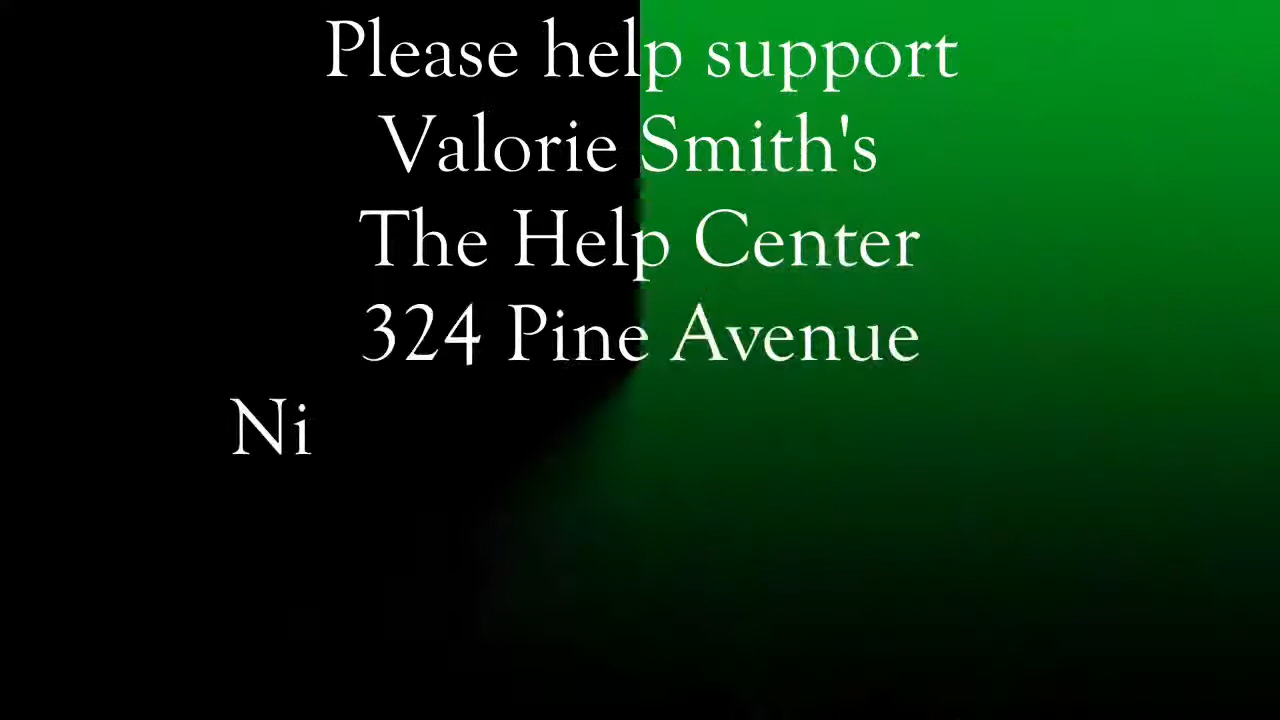 Please help support
Valorie Smith's
The Help Center
324 Pine Avenue
Ni